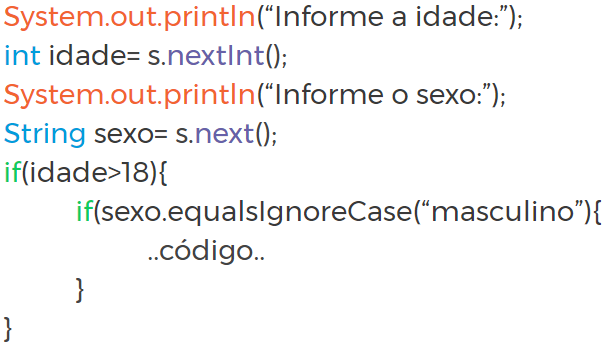 System.out.println(“Informe a idade:”);
int idade= s.nextInt();
System.out.println(“Informe o sexo:”);
String sexo= s.next();
if(idade>18){
if(sexo.equalsIgnoreCase(“masculino”){
..código..
}
}